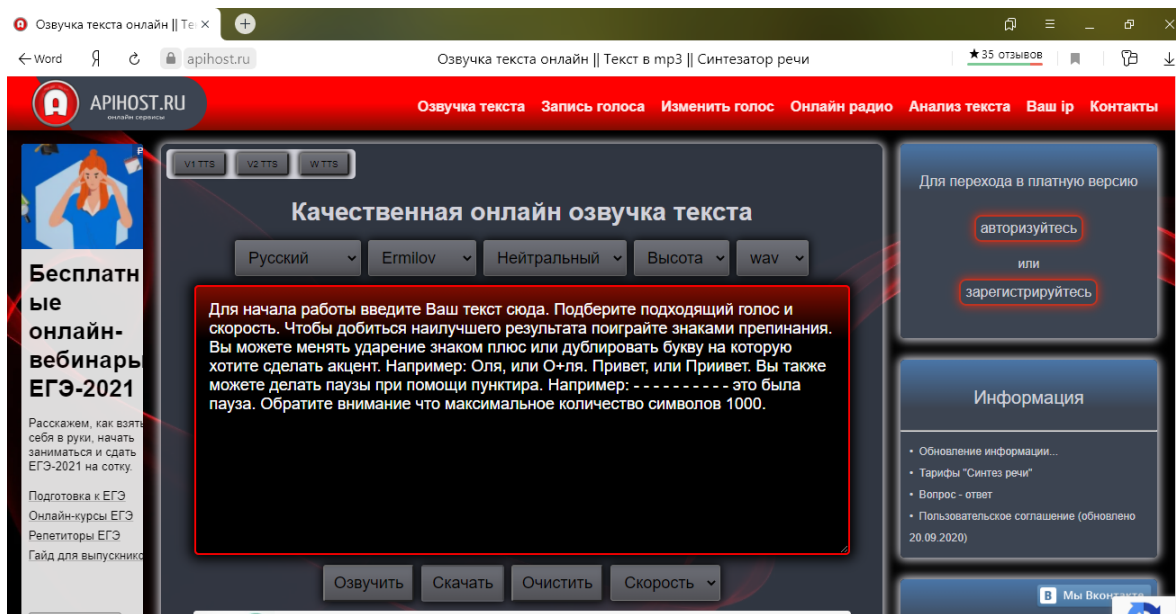 Озвучка текста онлайн || Те
Word
apihost.ru
Озвучка текста онлайн || Текст в mp3 || Синтезатор речи
★35 отзывов
APIHOST.RU
онлайн сервисы
Озвучка текста Запись голоса Изменить голос Онлайн радио Анализ текста Ваш ip Контакты
Бесплатн
ые
онлайн-
вебинары
ЕГЭ-2021
Расскажем, как взять
себя в руки, начать
заниматься и сдать
ЕГЭ-2021 на сотку.
Подготовка к ЕГЭ
Онлайн-курсы ЕГЭ
Репетиторы ЕГЭ
Гайд для выпускнико
V1 TTS V2 TTS W TTS
Качественная онлайн озвучка текста
Русский Ermilov Нейтральный Высота wav
Для начала работы введите Ваш текст сюда. Подберите подходящий голос и
скорость. Чтобы добиться наилучшего результата поиграйте знаками препинания.
Вы можете менять ударение знаком плюс или дублировать букву на которую
хотите сделать акцент. Например: Оля, или О+ля. Привет, или Приивет. Вы также
можете делать паузы при помощи пунктира. Например: - - - - - - - - - - это была
пауза. Обратите внимание что максимальное количество символов 1000.
Озвучить Скачать Очистить Скорость
Для перехода в платную версию
авторизуйтесь
или
зарегистрируйтесь
Информация
• Обновление информации...
• Тарифы "Синтез речи"
• Вопрос - ответ
• Пользовательское соглашение (обновлено
20.09.2020)
В Мы Вконтакте